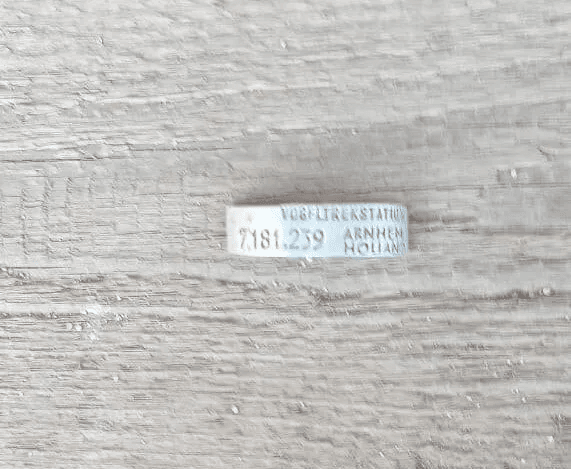 VOGELTREKSTATION
7.181.239 ARNHEM
HOLLAND